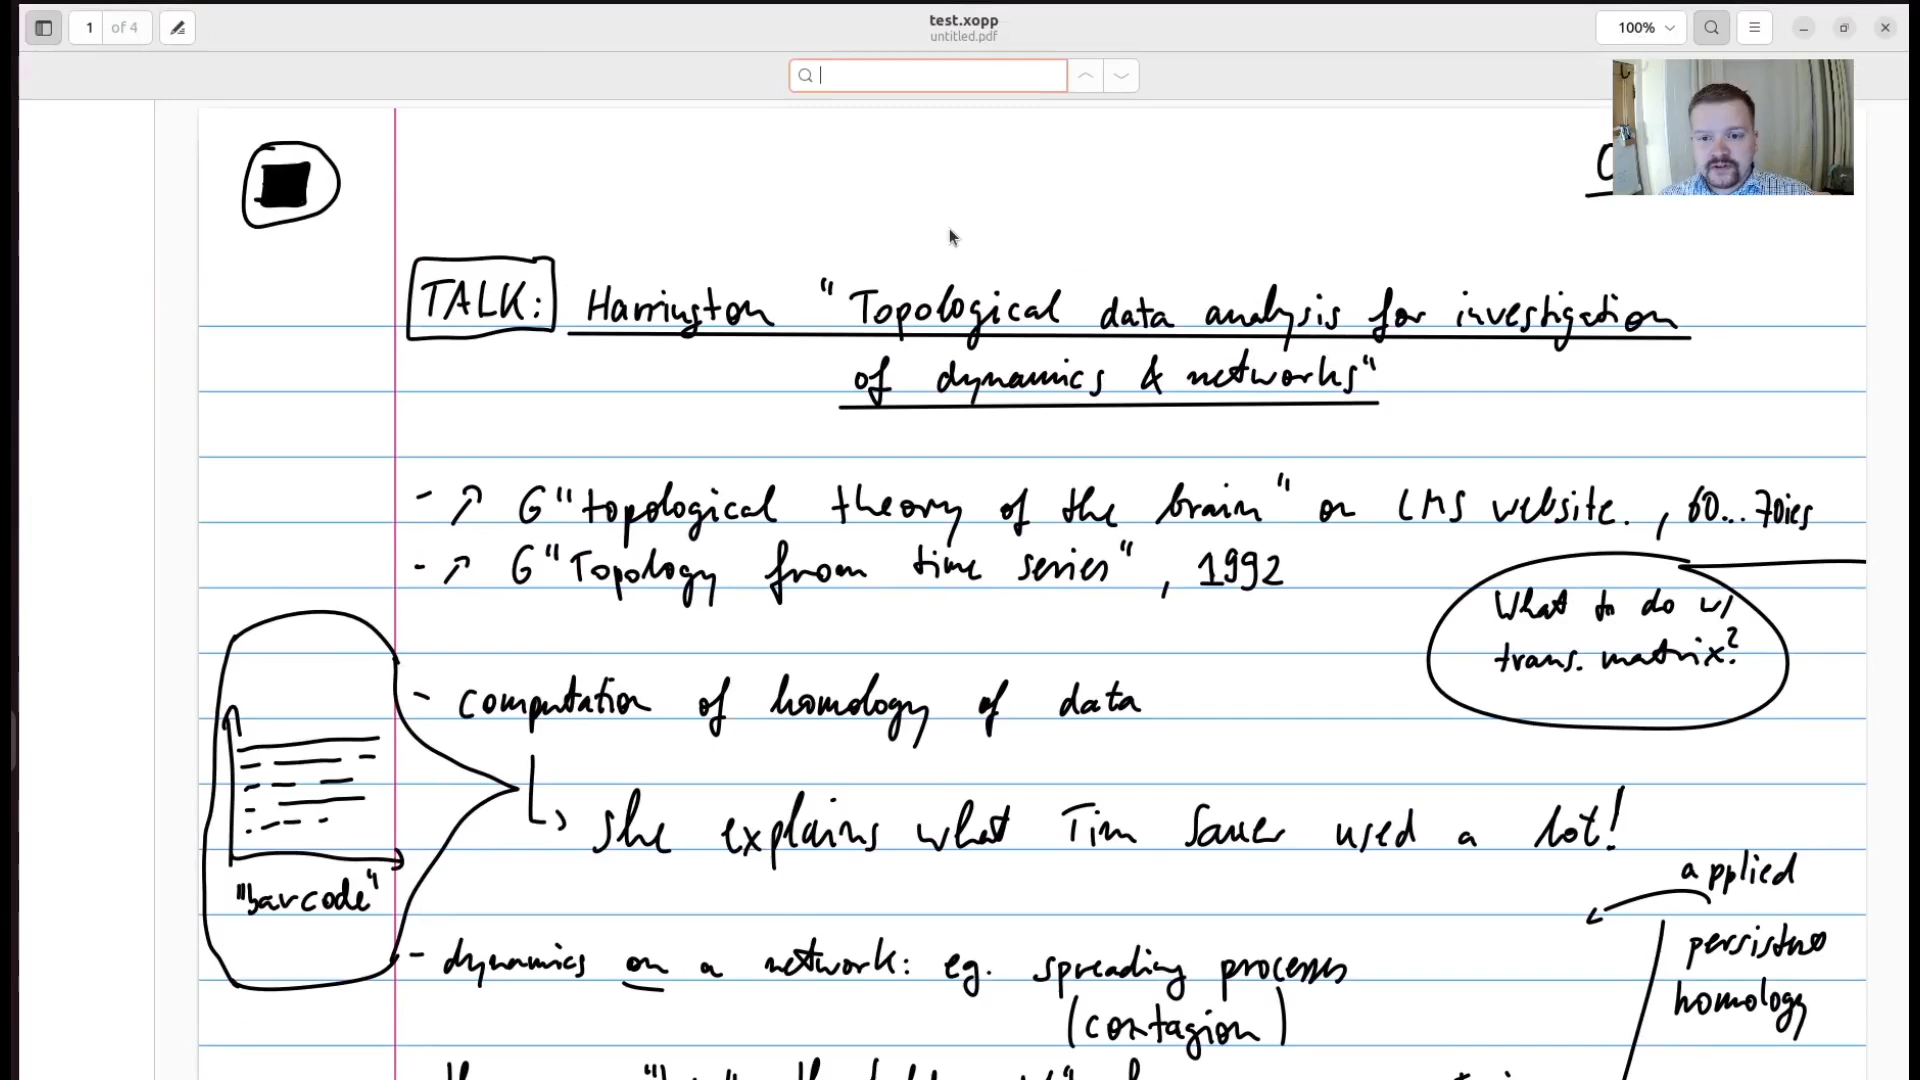 test.xopp
untitled.pdf
1 of 4
100%
TALK: Harrington "Topological data analysis for investigation
of dynamics & networks"
- ↗ G "topological theory of the brain" on LMS website. , 60...70ies
- ↗ G "Topology from time series" , 1992
What to do w/
trans. matrix?
- computation of homology of data
↳ she explains what Tim Sauer used a lot!
"barcode"
applied
persistno
homology
- dynamics on a network: eg. spreading processes
(contagion)